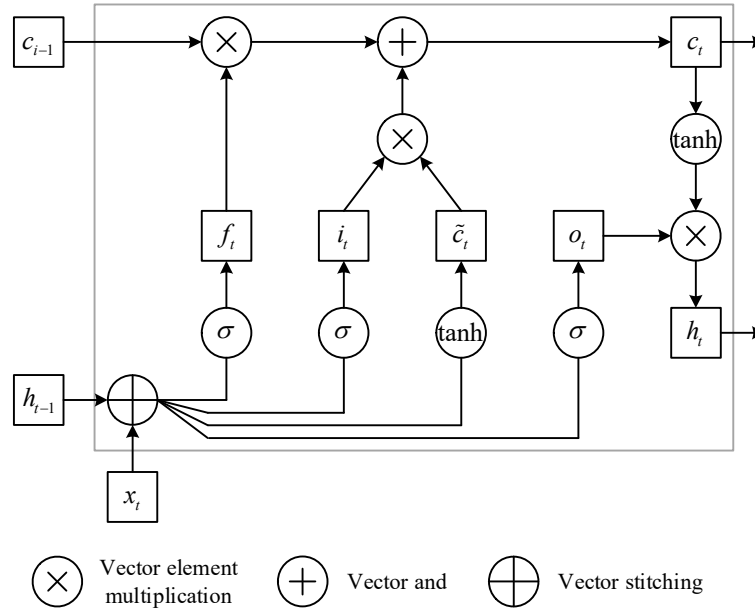 c_{i-1} × + c_t
×
tanh
f_t i_t c̃_t o_t ×
σ σ tanh σ h_t
h_{t-1}
x_t
Vector element
multiplication
Vector and
Vector stitching